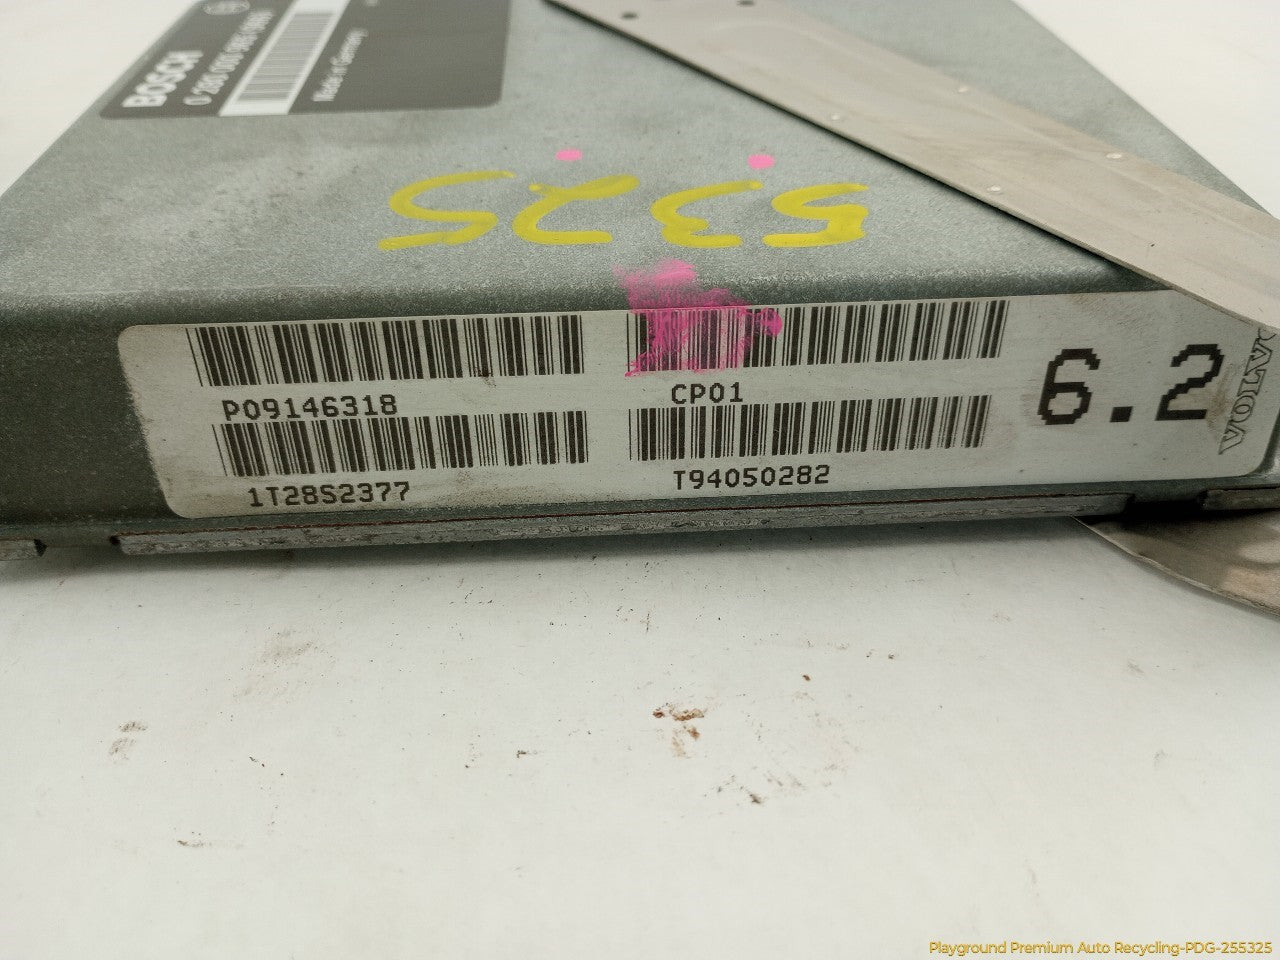 BOSCH
Made in Germany
5325
P09146318
CP01
1T28S2377
T94050282
6.2
VOLVO
Playground Premium Auto Recycling-PDG-255325